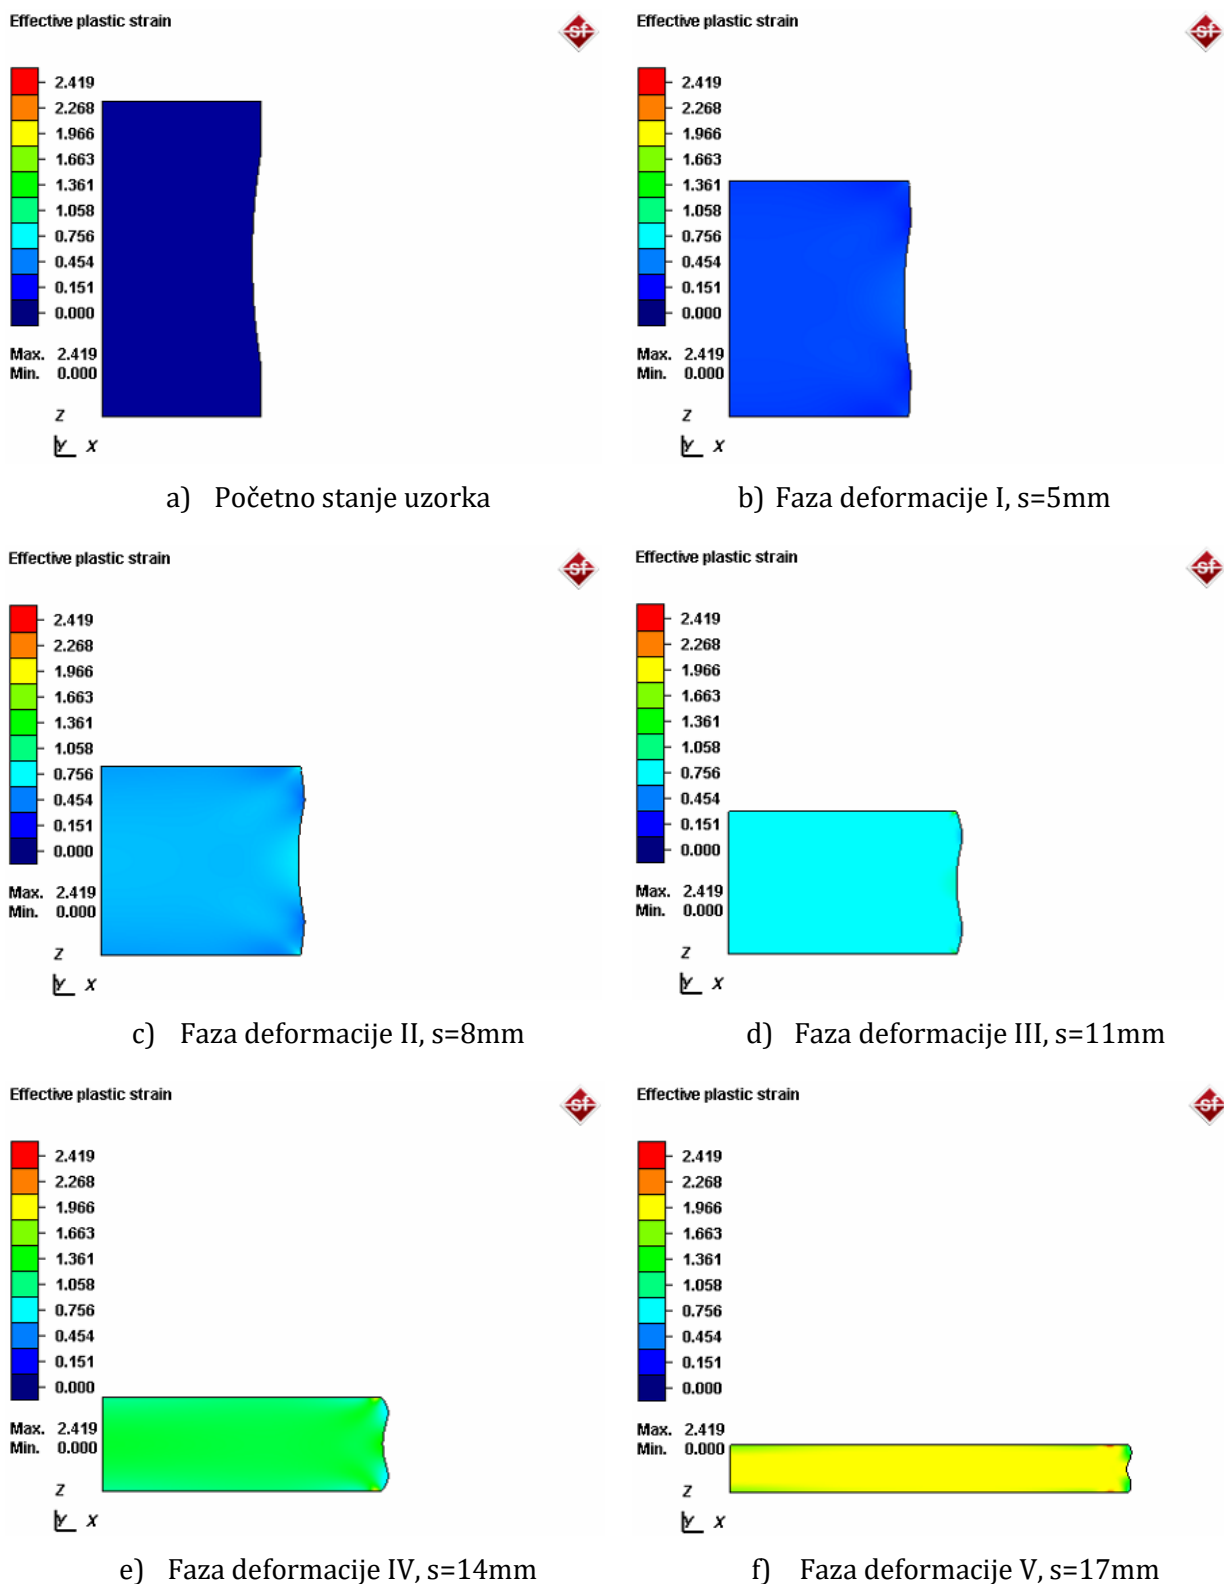 Effective plastic strain
sf
2.419
2.268
1.966
1.663
1.361
1.058
0.756
0.454
0.151
0.000
Max. 2.419
Min. 0.000
Z
Y X
a) Početno stanje uzorka
Effective plastic strain
sf
2.419
2.268
1.966
1.663
1.361
1.058
0.756
0.454
0.151
0.000
Max. 2.419
Min. 0.000
Z
Y X
b) Faza deformacije I, s=5mm
Effective plastic strain
sf
2.419
2.268
1.966
1.663
1.361
1.058
0.756
0.454
0.151
0.000
Max. 2.419
Min. 0.000
Z
Y X
c) Faza deformacije II, s=8mm
Effective plastic strain
sf
2.419
2.268
1.966
1.663
1.361
1.058
0.756
0.454
0.151
0.000
Max. 2.419
Min. 0.000
Z
Y X
d) Faza deformacije III, s=11mm
Effective plastic strain
sf
2.419
2.268
1.966
1.663
1.361
1.058
0.756
0.454
0.151
0.000
Max. 2.419
Min. 0.000
Z
Y X
e) Faza deformacije IV, s=14mm
Effective plastic strain
sf
2.419
2.268
1.966
1.663
1.361
1.058
0.756
0.454
0.151
0.000
Max. 2.419
Min. 0.000
Z
Y X
f) Faza deformacije V, s=17mm